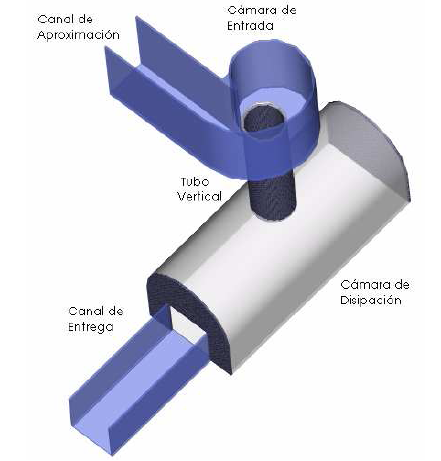 Canal de
Aproximación
Cámara de
Entrada
Tubo
Vertical
Canal de
Entrega
Cámara de
Disipación